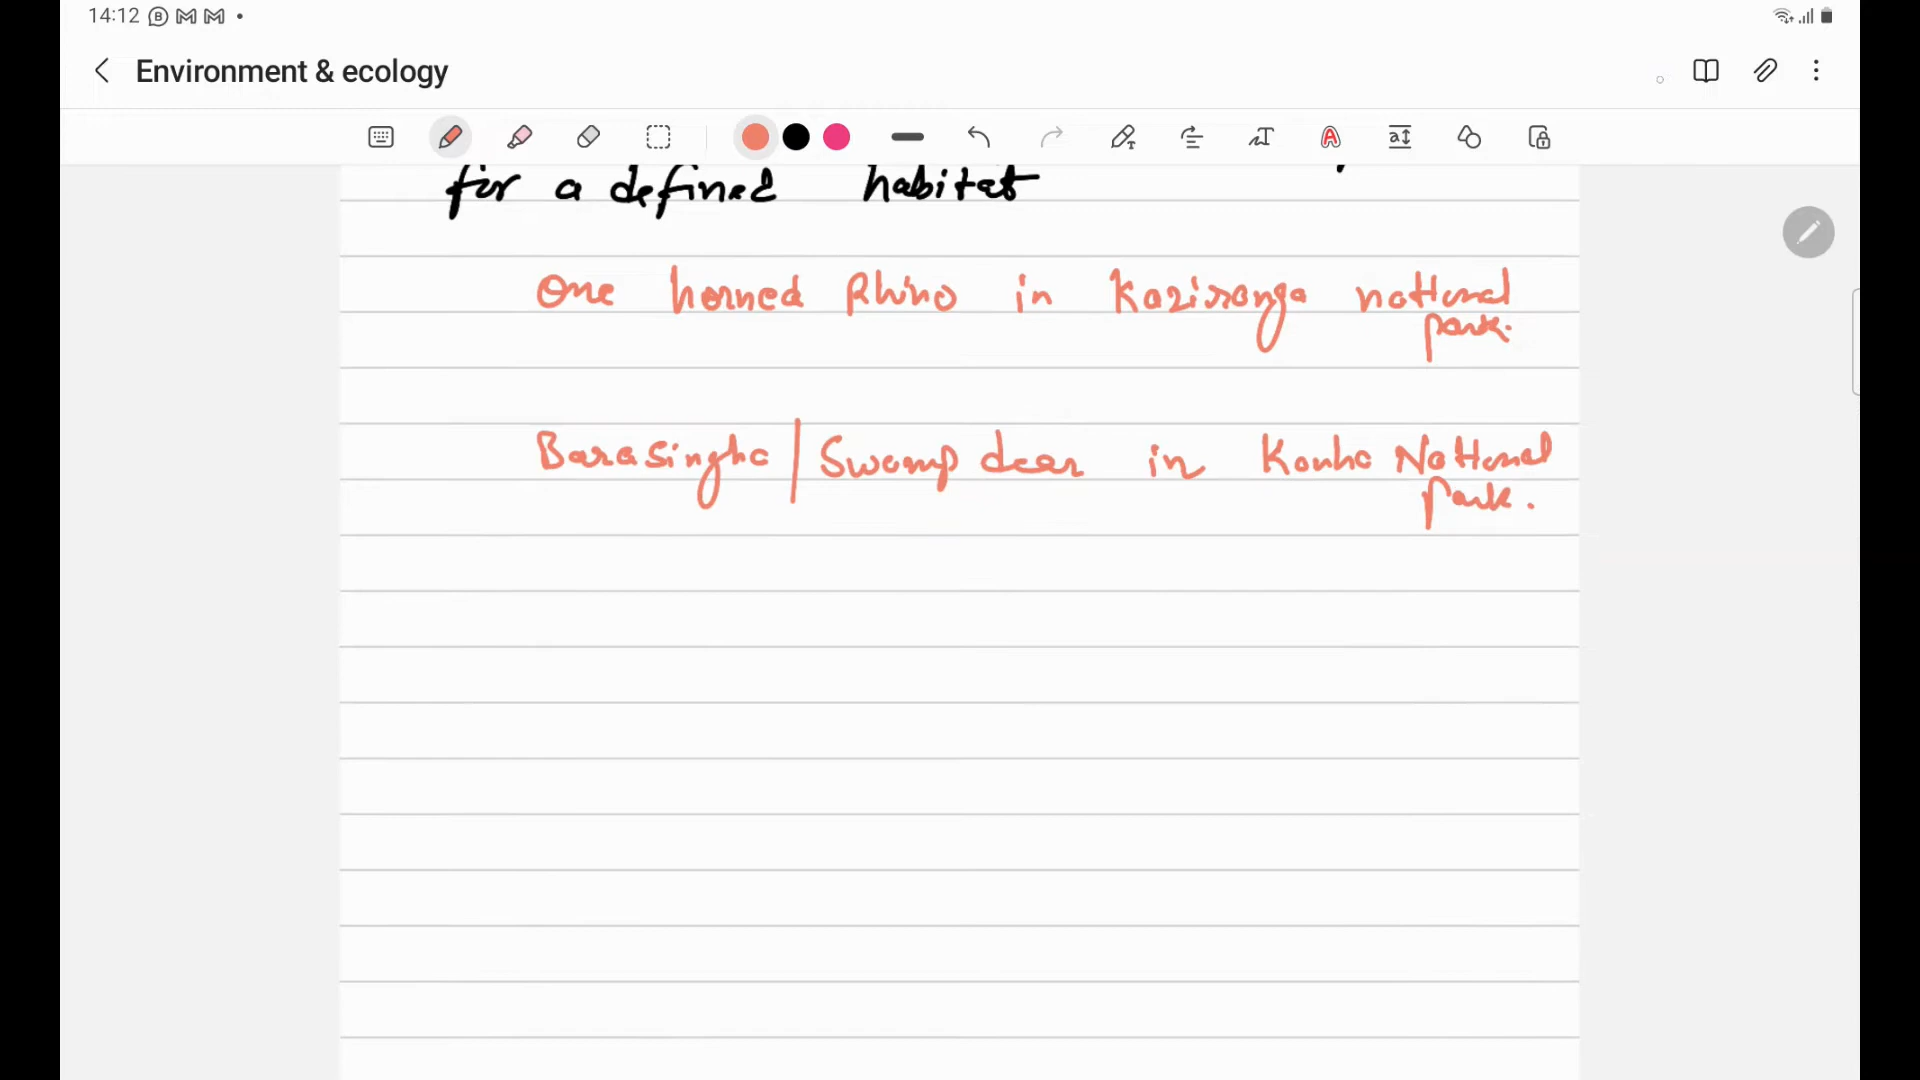 14:12
Environment & ecology
for a defined habitat
One horned Rhino in Kaziranga national
park.
Barasingha | Swamp deer in Kanha National
park.